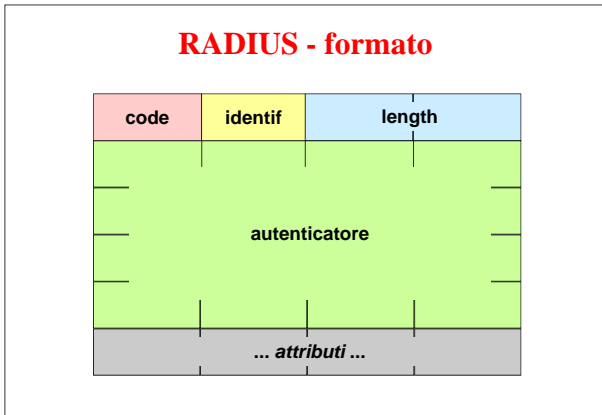 RADIUS - formato
code identif length
autenticatore
... attributi ...